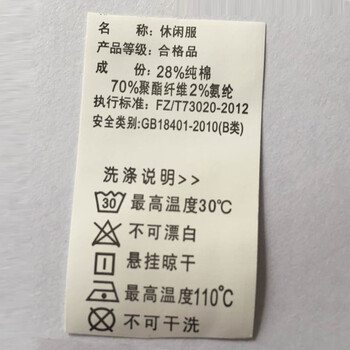 名    称：休闲服
产品等级：合格品
成    份：28%纯棉
70%聚酯纤维2%氨纶
执行标准：FZ/T73020-2012
安全类别：GB18401-2010(B类)
洗涤说明>>
30 最高温度30℃
不可漂白
悬挂晾干
最高温度110℃
不可干洗